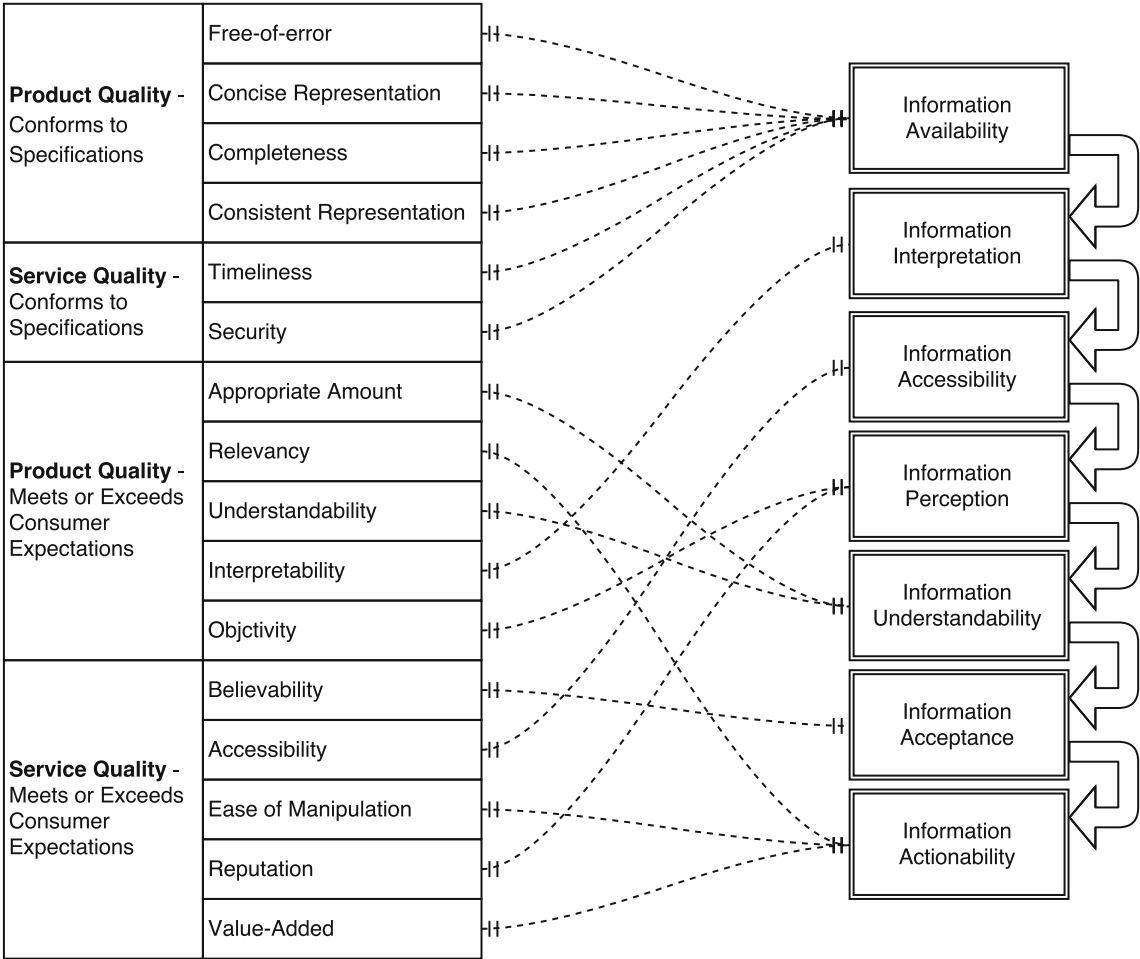 Product Quality -
Conforms to
Specifications
Free-of-error
Concise Representation
Completeness
Consistent Representation
Service Quality -
Conforms to
Specifications
Timeliness
Security
Product Quality -
Meets or Exceeds
Consumer
Expectations
Appropriate Amount
Relevancy
Understandability
Interpretability
Objctivity
Service Quality -
Meets or Exceeds
Consumer
Expectations
Believability
Accessibility
Ease of Manipulation
Reputation
Value-Added
Information
Availability
Information
Interpretation
Information
Accessibility
Information
Perception
Information
Understandability
Information
Acceptance
Information
Actionability